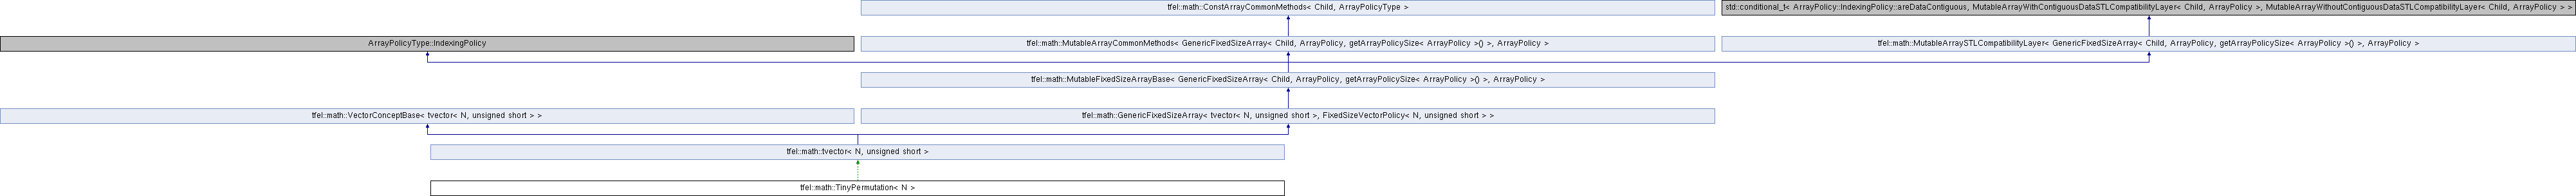 tfel::math::ConstArrayCommonMethods< Child, ArrayPolicyType >
std::conditional_t< ArrayPolicy::IndexingPolicy::areDataContiguous, MutableArrayWithContiguousDataSTLCompatibilityLayer< Child, ArrayPolicy >, MutableArrayWithoutContiguousDataSTLCompatibilityLayer< Child, ArrayPolicy > >
ArrayPolicyType::IndexingPolicy
tfel::math::MutableArrayCommonMethods< GenericFixedSizeArray< Child, ArrayPolicy, getArrayPolicySize< ArrayPolicy >() >, ArrayPolicy >
tfel::math::MutableArraySTLCompatibilityLayer< GenericFixedSizeArray< Child, ArrayPolicy, getArrayPolicySize< ArrayPolicy >() >, ArrayPolicy >
tfel::math::MutableFixedSizeArrayBase< GenericFixedSizeArray< Child, ArrayPolicy, getArrayPolicySize< ArrayPolicy >() >, ArrayPolicy >
tfel::math::VectorConceptBase< tvector< N, unsigned short > >
tfel::math::GenericFixedSizeArray< tvector< N, unsigned short >, FixedSizeVectorPolicy< N, unsigned short > >
tfel::math::tvector< N, unsigned short >
tfel::math::TinyPermutation< N >